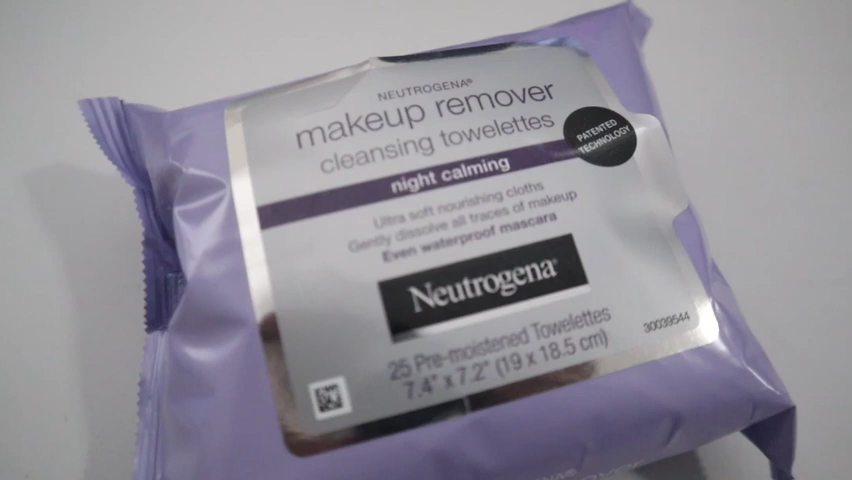 NEUTROGENA®
makeup remover
cleansing towelettes
PATENTED
TECHNOLOGY
night calming
Ultra soft nourishing cloths
Gently dissolve all traces of makeup
Even waterproof mascara
Neutrogena®
25 Pre-moistened Towelettes
7.4" x 7.2" (19 x 18.5 cm)
30039544